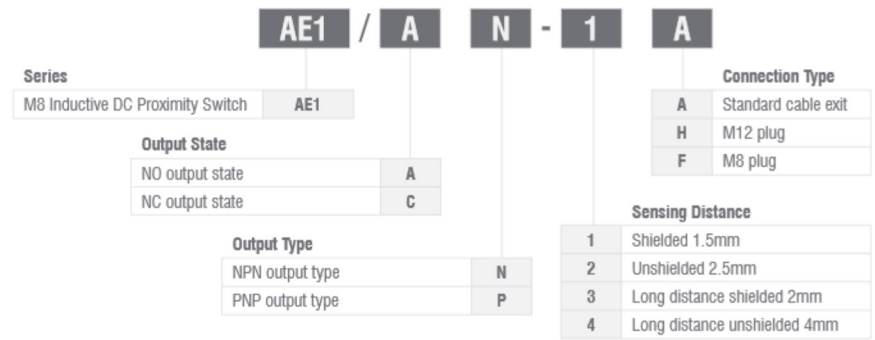 AE1 / A N - 1 A
Series
M8 Inductive DC Proximity Switch AE1
Output State
NO output state A
NC output state C
Output Type
NPN output type N
PNP output type P
Connection Type
A Standard cable exit
H M12 plug
F M8 plug
Sensing Distance
1 Shielded 1.5mm
2 Unshielded 2.5mm
3 Long distance shielded 2mm
4 Long distance unshielded 4mm